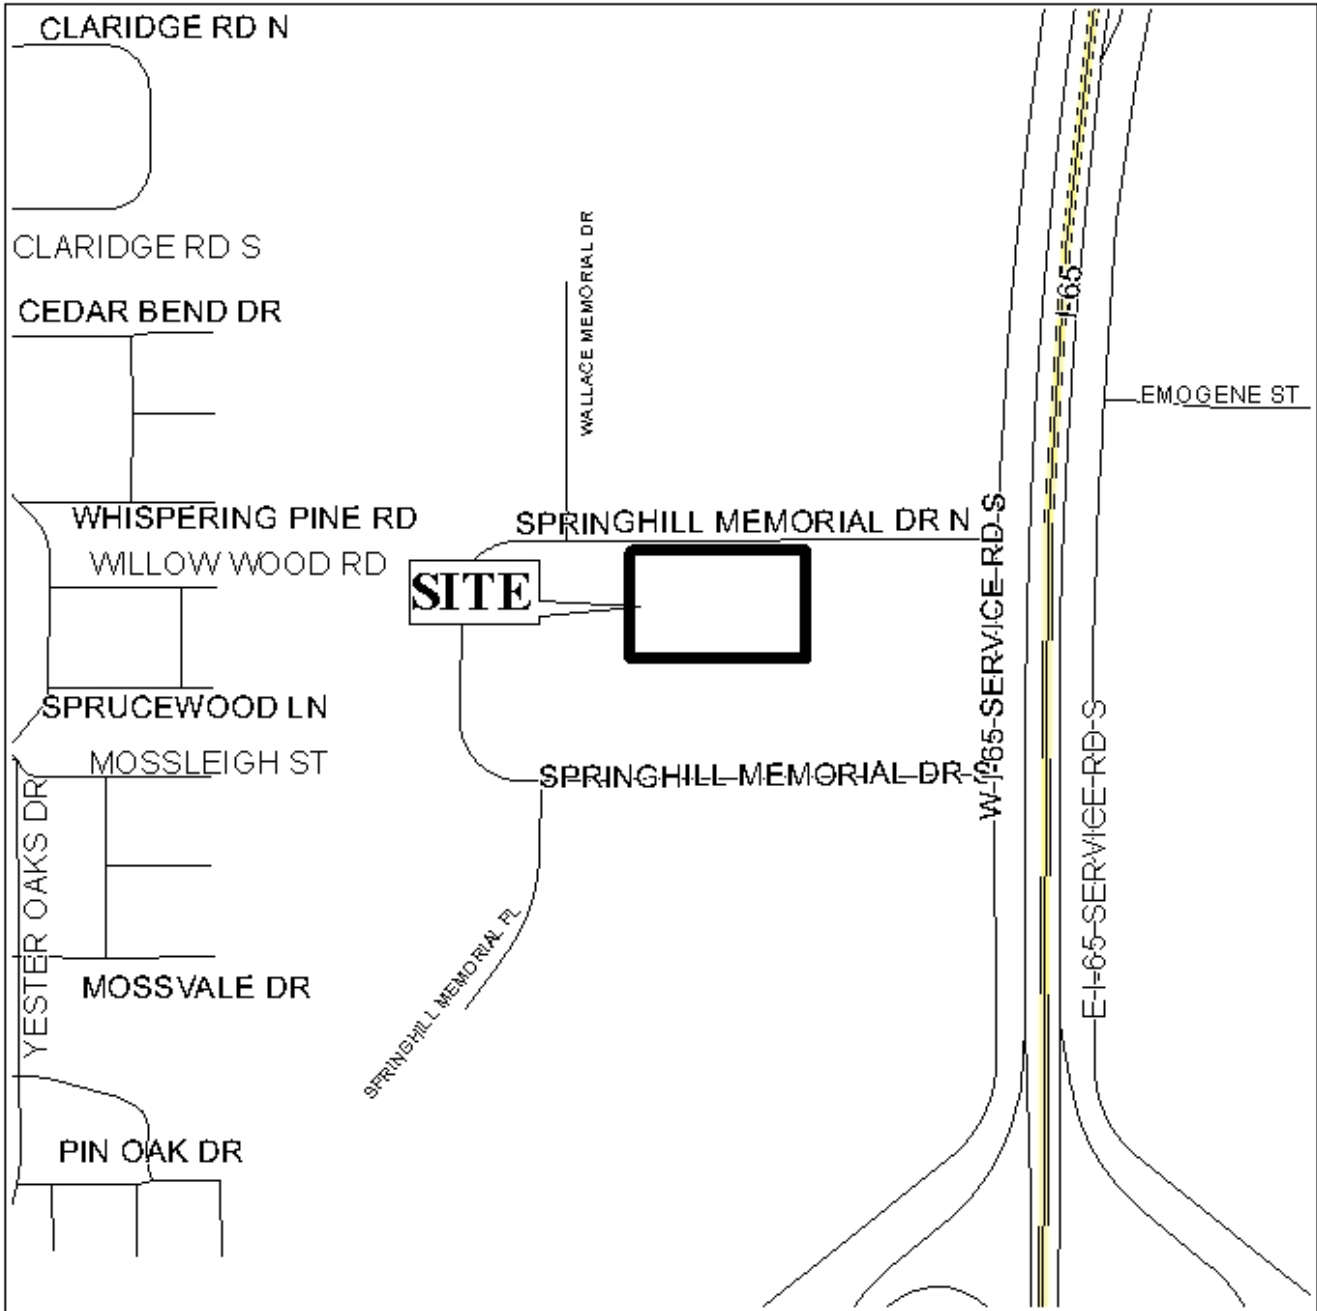 CLARIDGE RD N
CLARIDGE RD S
CEDAR BEND DR
WALLACE MEMORIAL DR
I-65
EMOGENE ST
WHISPERING PINE RD
SPRINGHILL MEMORIAL DR N
WILLOW WOOD RD
SITE
W-I-65-SERVICE-RD-S
SPRUCEWOOD LN
MOSSLEIGH ST
SPRINGHILL-MEMORIAL-DR-S
E-I-65-SERVICE-RD-S
YESTER OAKS DR
SPRINGHILL MEMORIAL PL
MOSSVALE DR
PIN OAK DR